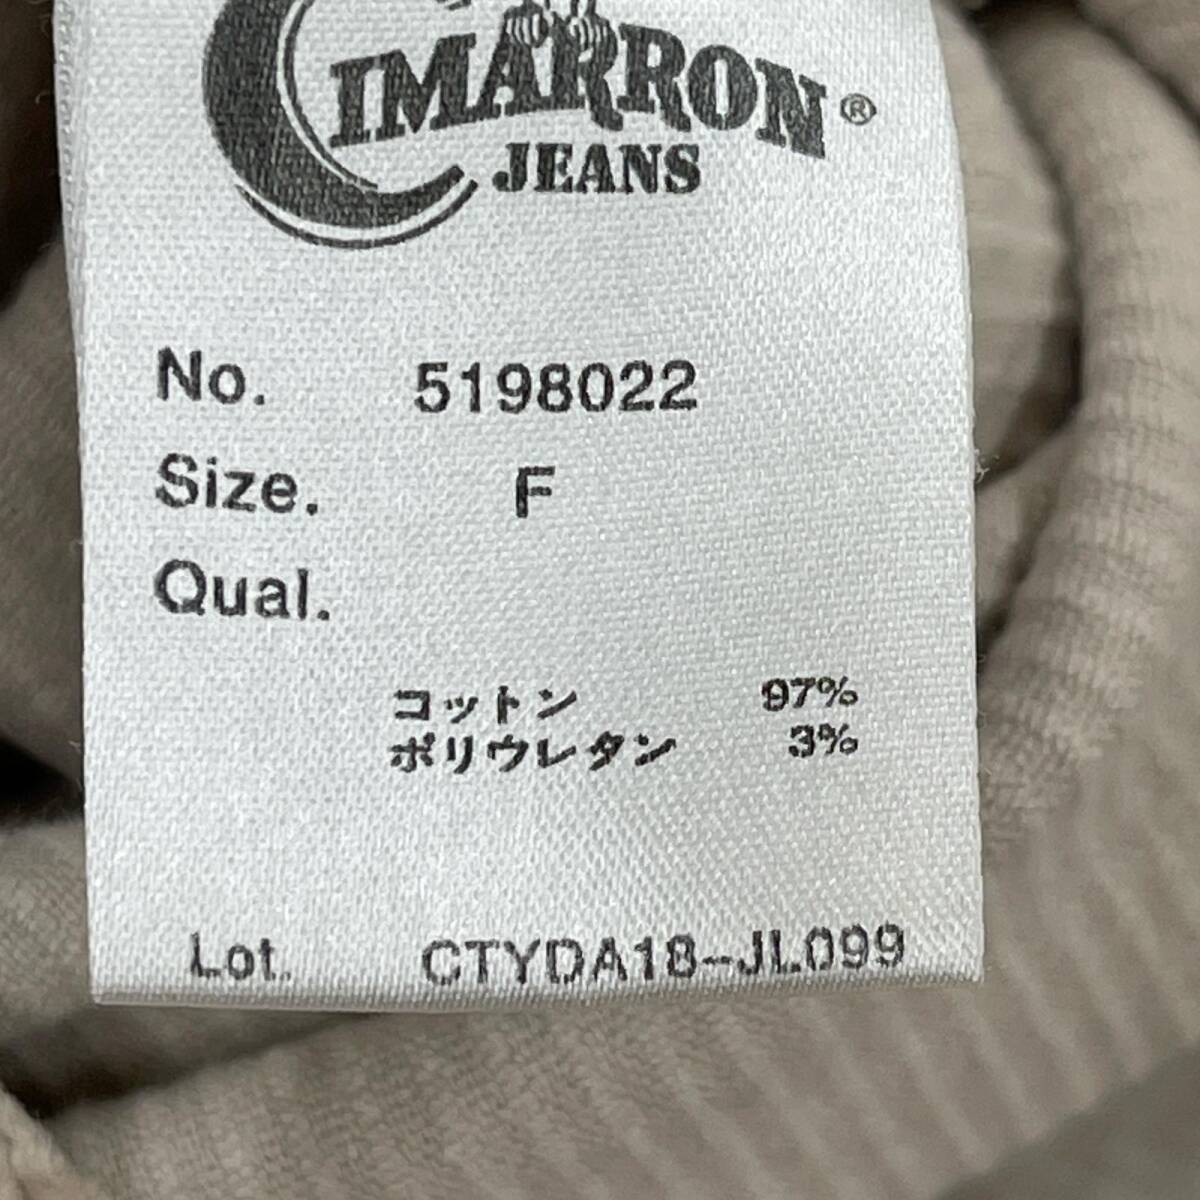 CIMARRON ®
JEANS
No. 5198022
Size. F
Qual.
コットン 97%
ポリウレタン 3%
Lot. CTYDA18-JL099